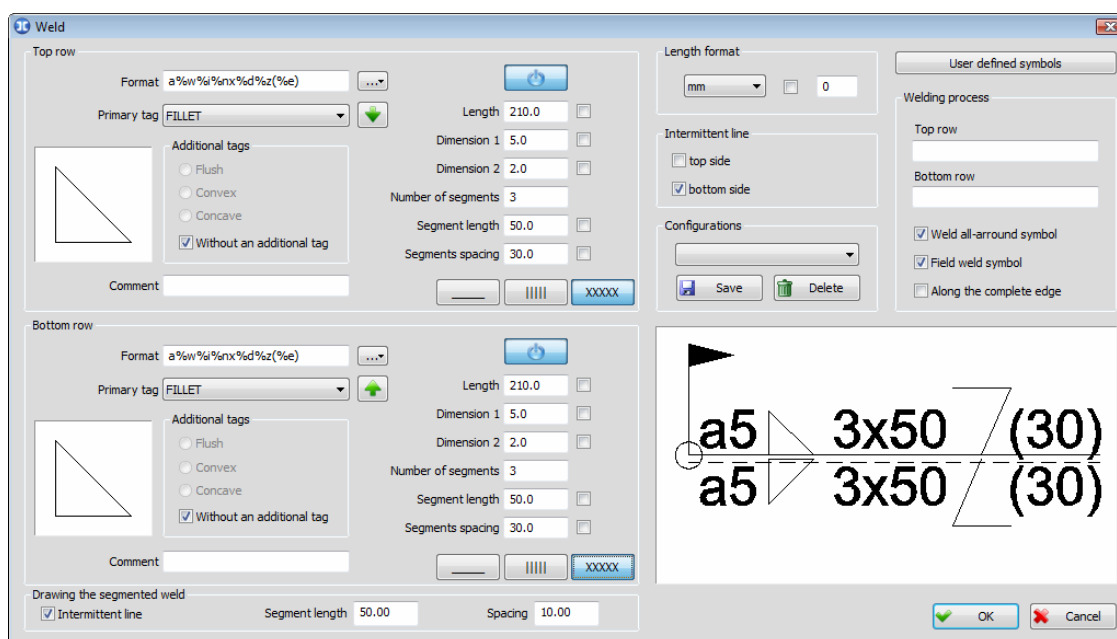 Weld
Top row
Format a%w%i%nx%d%z(%e) ...
Primary tag FILLET
Additional tags
Flush
Convex
Concave
Without an additional tag
Comment
Length 210.0
Dimension 1 5.0
Dimension 2 2.0
Number of segments 3
Segment length 50.0
Segments spacing 30.0
XXXXX
Bottom row
Format a%w%i%nx%d%z(%e) ...
Primary tag FILLET
Additional tags
Flush
Convex
Concave
Without an additional tag
Comment
Length 210.0
Dimension 1 5.0
Dimension 2 2.0
Number of segments 3
Segment length 50.0
Segments spacing 30.0
XXXXX
Drawing the segmented weld
Intermittent line Segment length 50.00 Spacing 10.00
Length format
mm 0
Intermittent line
top side
bottom side
Configurations
Save Delete
User defined symbols
Welding process
Top row
Bottom row
Weld all-arround symbol
Field weld symbol
Along the complete edge
a5 3x50 (30)
a5 3x50 (30)
OK Cancel